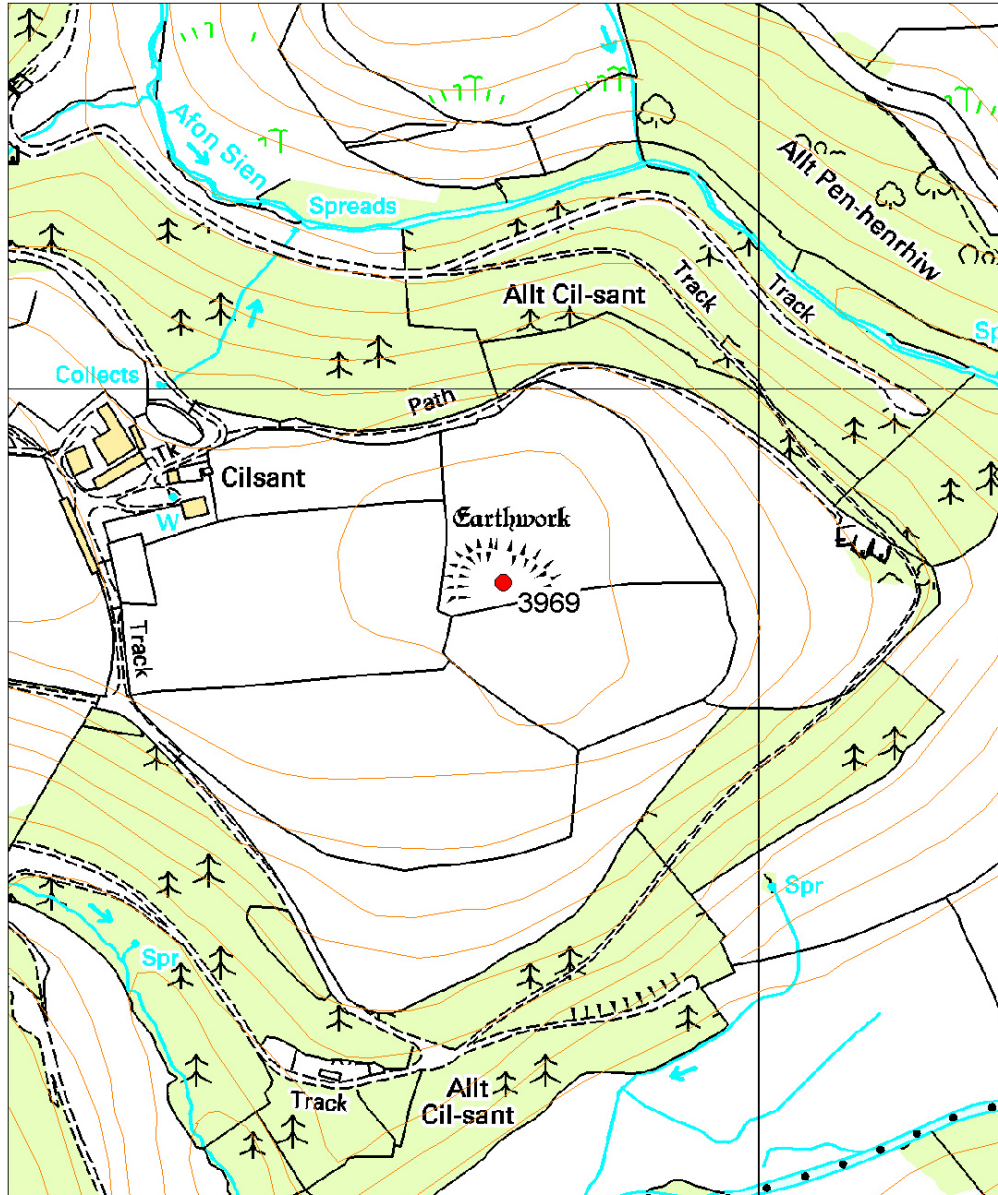 Afon Sien
Spreads
Allt Pen-henrhiw
Track
Track
Allt Cil-sant
Sp
Collects
Path
Tk
Cilsant
W
Earthwork
3969
Track
Spr
Spr
Track
Allt
Cil-sant